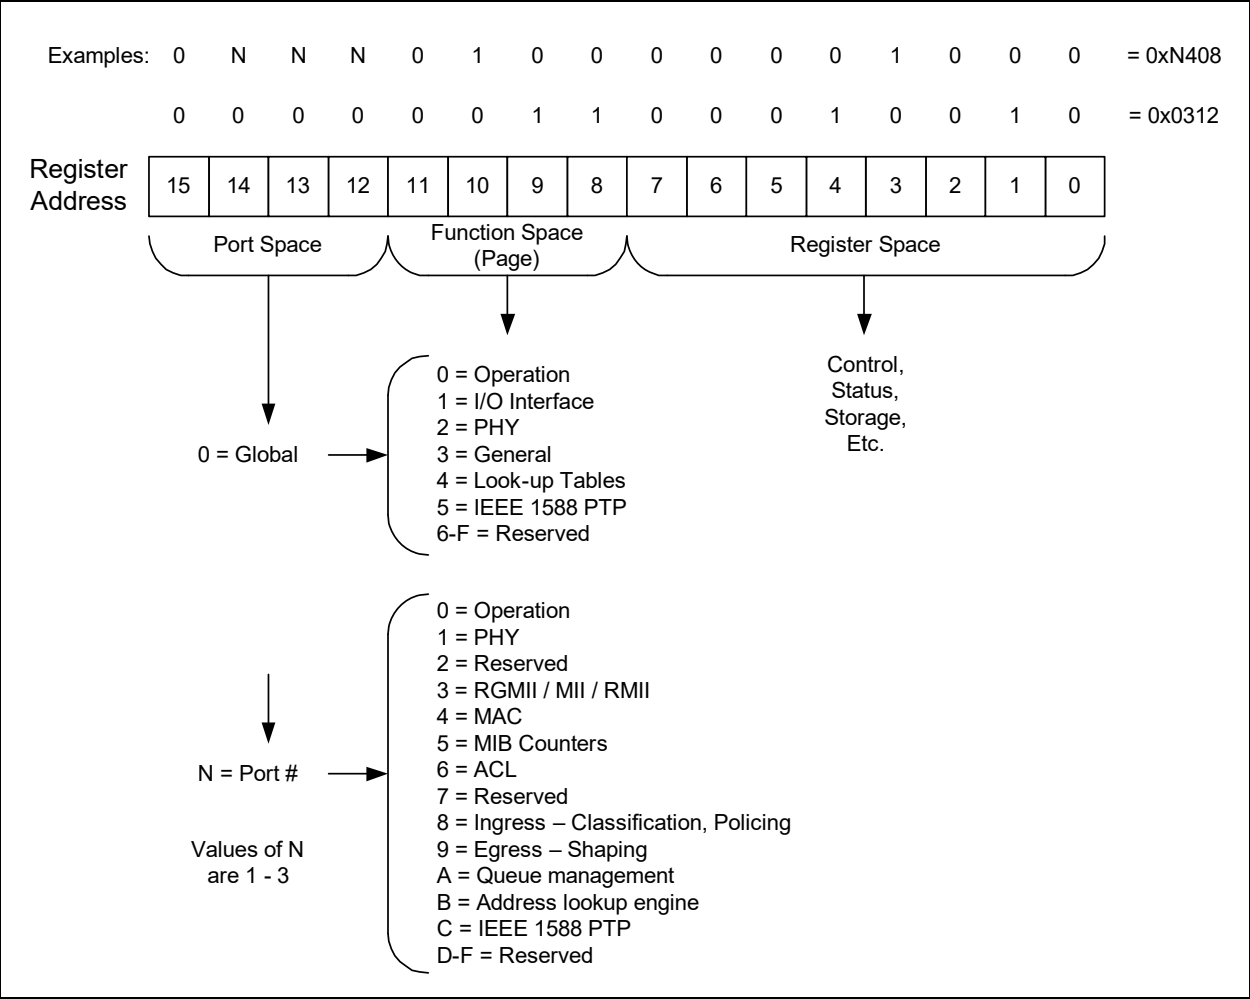 Examples: 0 N N N 0 1 0 0 0 0 0 0 1 0 0 0 = 0xN408
0 0 0 0 0 0 1 1 0 0 0 1 0 0 1 0 = 0x0312
Register
Address
15 14 13 12 11 10 9 8 7 6 5 4 3 2 1 0
Port Space
Function Space
(Page)
Register Space
Control,
Status,
Storage,
Etc.
0 = Global
0 = Operation
1 = I/O Interface
2 = PHY
3 = General
4 = Look-up Tables
5 = IEEE 1588 PTP
6-F = Reserved
N = Port #
Values of N
are 1 - 3
0 = Operation
1 = PHY
2 = Reserved
3 = RGMII / MII / RMII
4 = MAC
5 = MIB Counters
6 = ACL
7 = Reserved
8 = Ingress – Classification, Policing
9 = Egress – Shaping
A = Queue management
B = Address lookup engine
C = IEEE 1588 PTP
D-F = Reserved